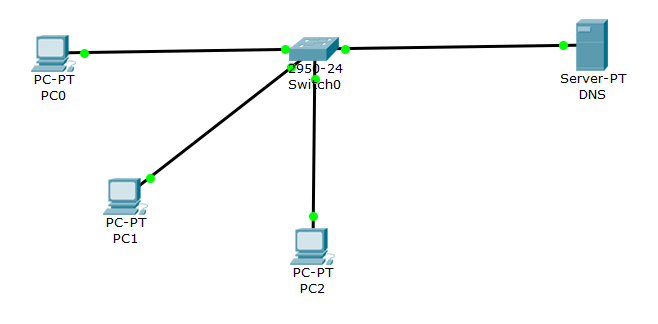 PC-PT
PC0
2950-24
Switch0
Server-PT
DNS
PC-PT
PC1
PC-PT
PC2